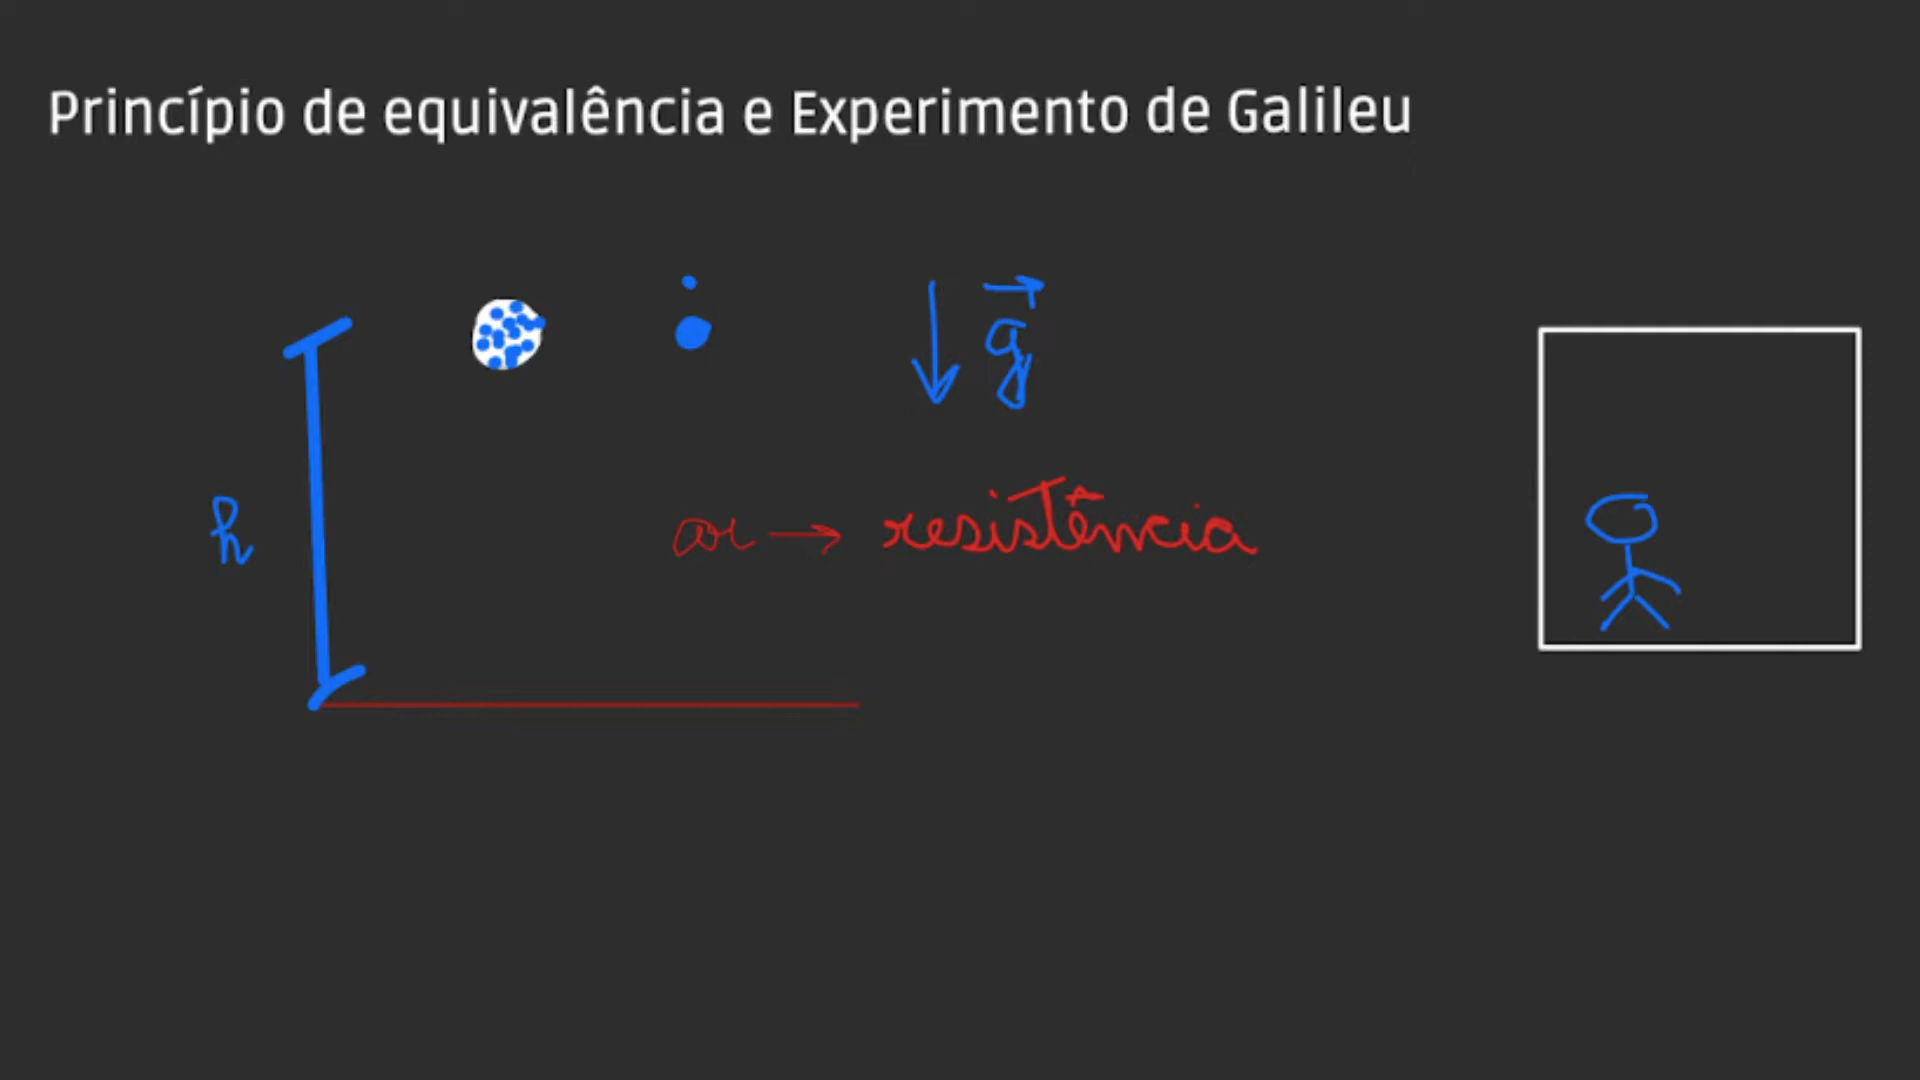 Princípio de equivalência e Experimento de Galileu
g
ar → resistência
h